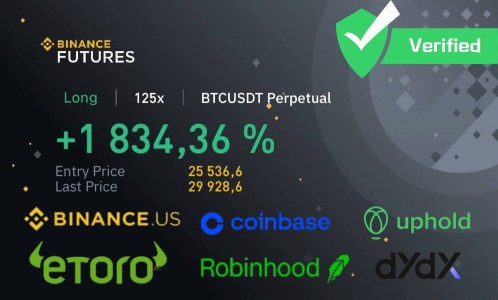 BINANCE
FUTURES
Verified
Long | 125x | BTCUSDT Perpetual
+1 834,36 %
Entry Price 25 536,6
Last Price 29 928,6
BINANCE.US coinbase uphold
eTORO Robinhood dYdX